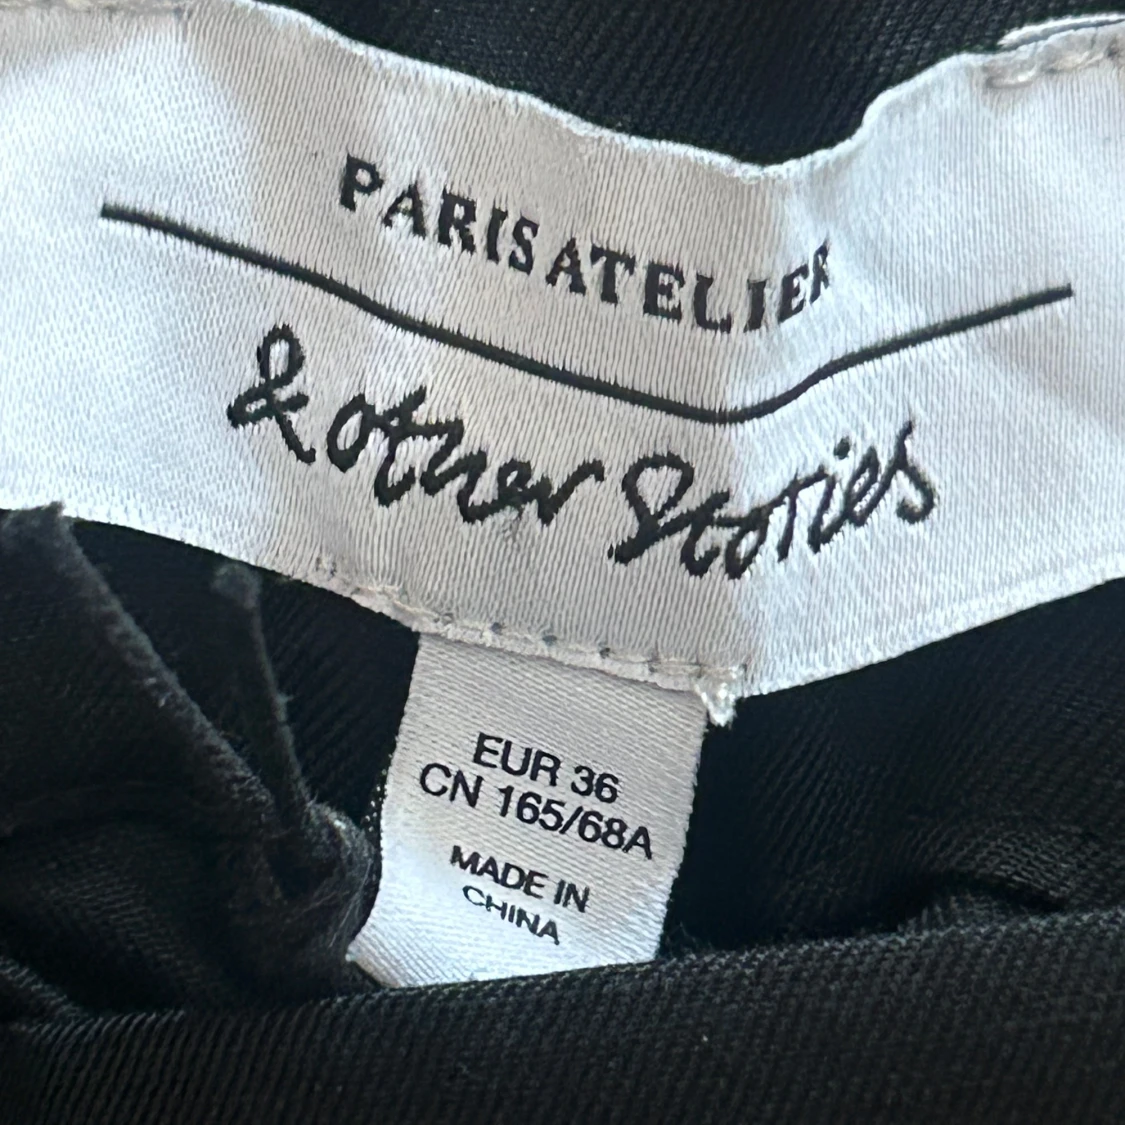 PARIS ATELIER
& other Stories
EUR 36
CN 165/68A
MADE IN
CHINA